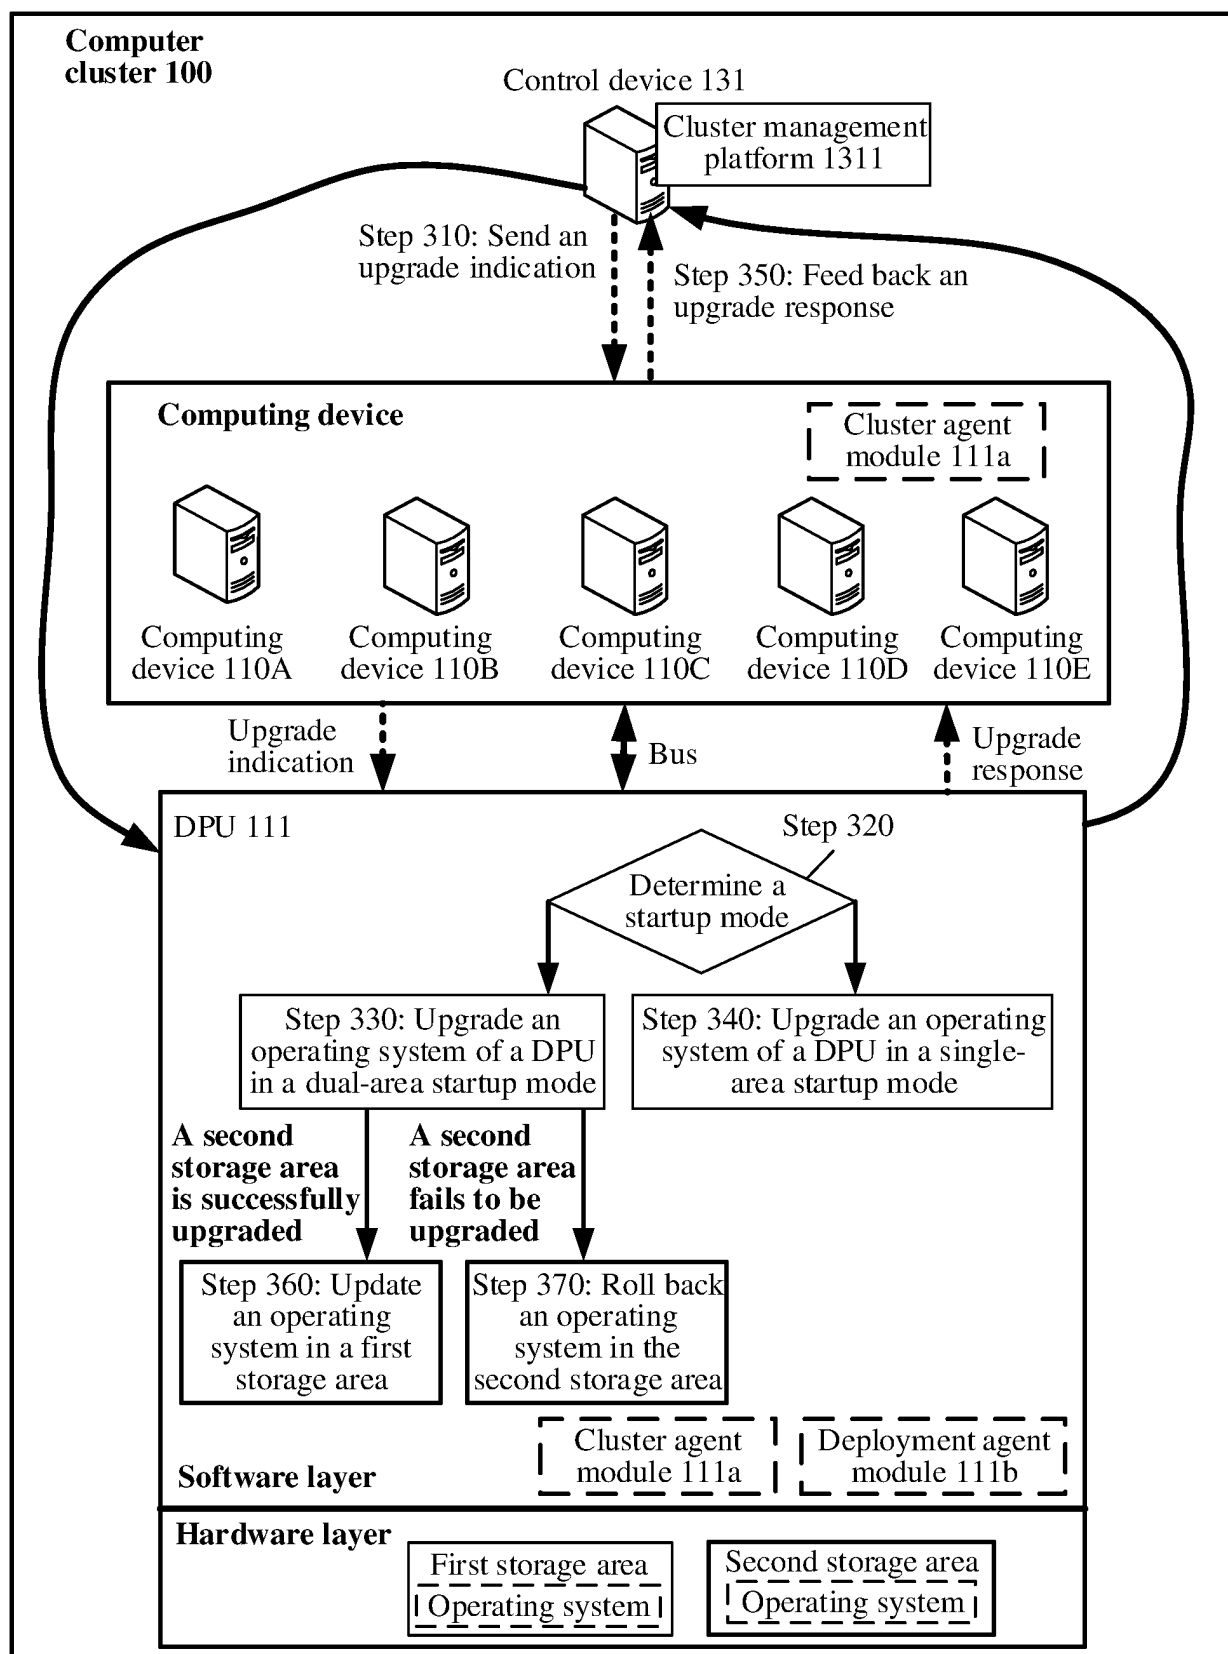 Computer
cluster 100
Control device 131
Cluster management
platform 1311
Step 310: Send an
upgrade indication
Step 350: Feed back an
upgrade response
Computing device
Cluster agent
module 111a
Computing
device 110A
Computing
device 110B
Computing
device 110C
Computing
device 110D
Computing
device 110E
Upgrade
indication
Bus
Upgrade
response
DPU 111
Step 320
Determine a
startup mode
Step 330: Upgrade an
operating system of a DPU
in a dual-area startup mode
Step 340: Upgrade an operating
system of a DPU in a single-
area startup mode
A second
storage area
is successfully
upgraded
A second
storage area
fails to be
upgraded
Step 360: Update
an operating
system in a first
storage area
Step 370: Roll back
an operating
system in the
second storage area
Cluster agent
module 111a
Deployment agent
module 111b
Software layer
Hardware layer
First storage area
Operating system
Second storage area
Operating system